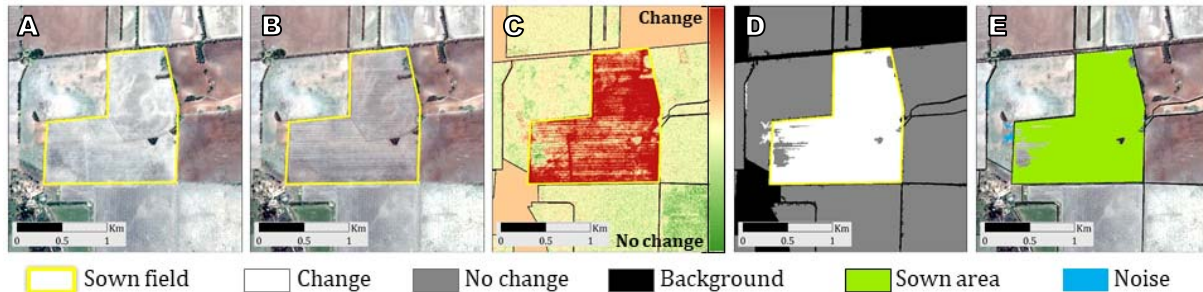 A
B
C
D
E
Change
No change
0 0.5 1 Km
0 0.5 1 Km
0 0.5 1 Km
0 0.5 1 Km
0 0.5 1 Km
Sown field
Change
No change
Background
Sown area
Noise